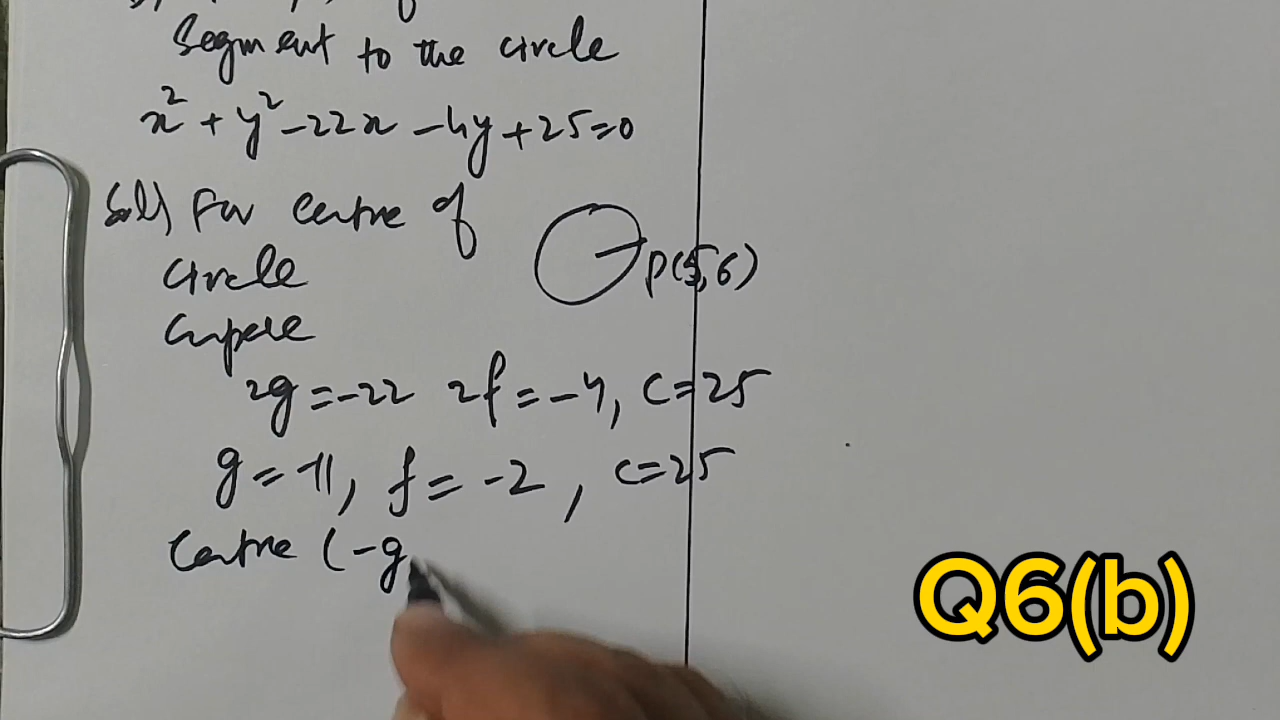 Segment to the circle
x² + y² - 22x - 4y + 25 = 0
Sol) For centre of
circle
P(5, 6)
Compare
2g = -22 2f = -4, c = 25
g = -11, f = -2, c = 25
Centre (-g
Q6(b)